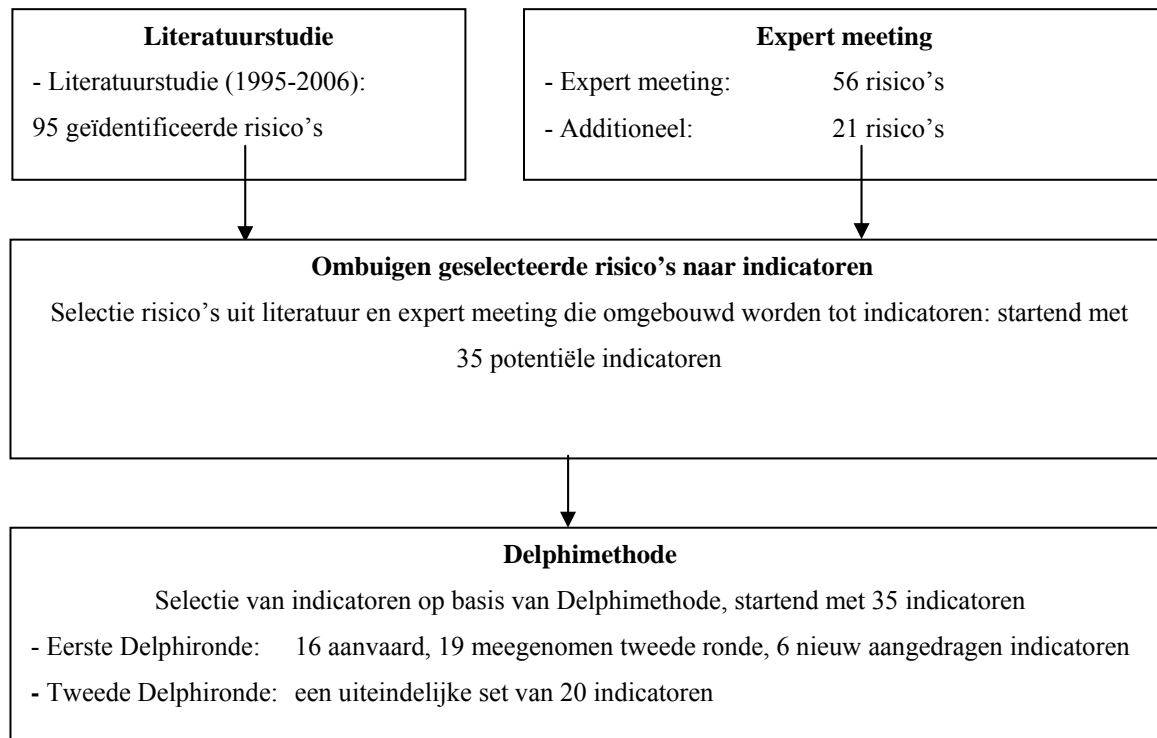 Literatuurstudie
- Literatuurstudie (1995-2006):
95 geïdentificeerde risico’s
Expert meeting
- Expert meeting: 56 risico’s
- Additioneel: 21 risico’s
Ombuigen geselecteerde risico’s naar indicatoren
Selectie risico’s uit literatuur en expert meeting die omgebouwd worden tot indicatoren: startend met
35 potentiële indicatoren
Delphimethode
Selectie van indicatoren op basis van Delphimethode, startend met 35 indicatoren
- Eerste Delphironde: 16 aanvaard, 19 meegenomen tweede ronde, 6 nieuw aangedragen indicatoren
- Tweede Delphironde: een uiteindelijke set van 20 indicatoren